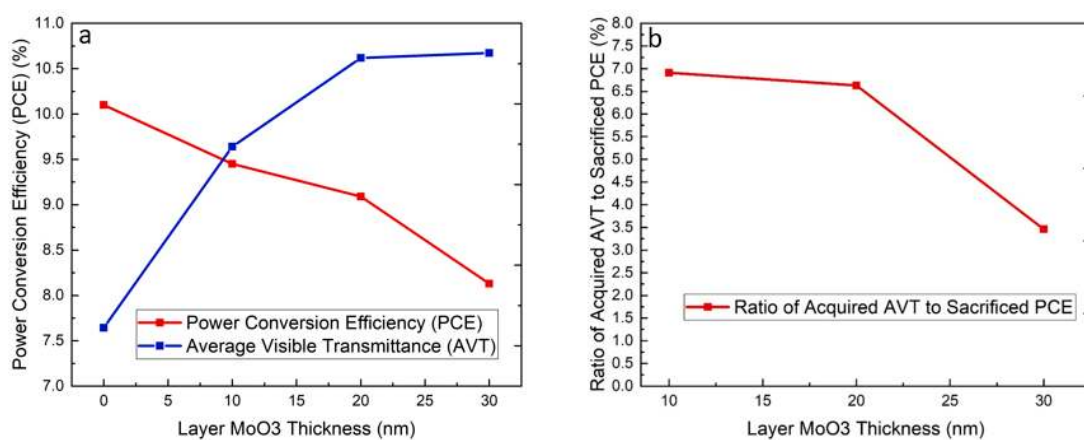 a
Power Conversion Efficiency (PCE) (%)
11.0
10.5
10.0
9.5
9.0
8.5
8.0
7.5
7.0
Power Conversion Efficiency (PCE)
Average Visible Transmittance (AVT)
0 5 10 15 20 25 30
Layer MoO3 Thickness (nm)
b
Ratio of Acquired AVT to Sacrificed PCE (%)
8.0
7.5
7.0
6.5
6.0
5.5
5.0
4.5
4.0
3.5
3.0
2.5
2.0
1.5
1.0
0.5
0.0
Ratio of Acquired AVT to Sacrificed PCE
10 15 20 25 30
Layer MoO3 Thickness (nm)